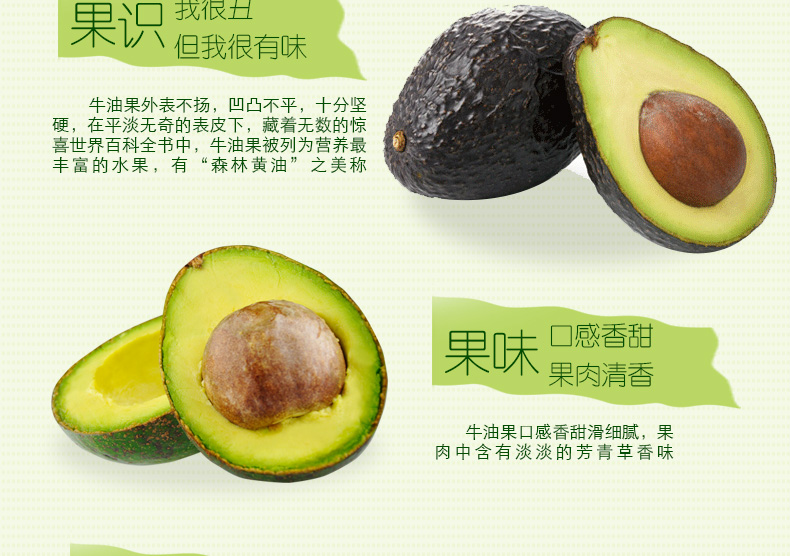 果识
我很丑
但我很有味
牛油果外表不扬，凹凸不平，十分坚
硬，在平淡无奇的表皮下，藏着无数的惊
喜世界百科全书中，牛油果被列为营养最
丰富的水果，有“森林黄油”之美称
果味
口感香甜
果肉清香
牛油果口感香甜滑细腻，果
肉中含有淡淡的芳青草香味